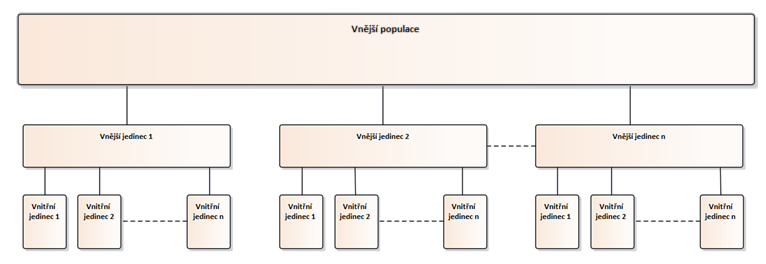 Vnější populace
Vnější jedinec 1
Vnější jedinec 2
Vnější jedinec n
Vnitřní
jedinec 1
Vnitřní
jedinec 2
Vnitřní
jedinec n
Vnitřní
jedinec 1
Vnitřní
jedinec 2
Vnitřní
jedinec n
Vnitřní
jedinec 1
Vnitřní
jedinec 2
Vnitřní
jedinec n